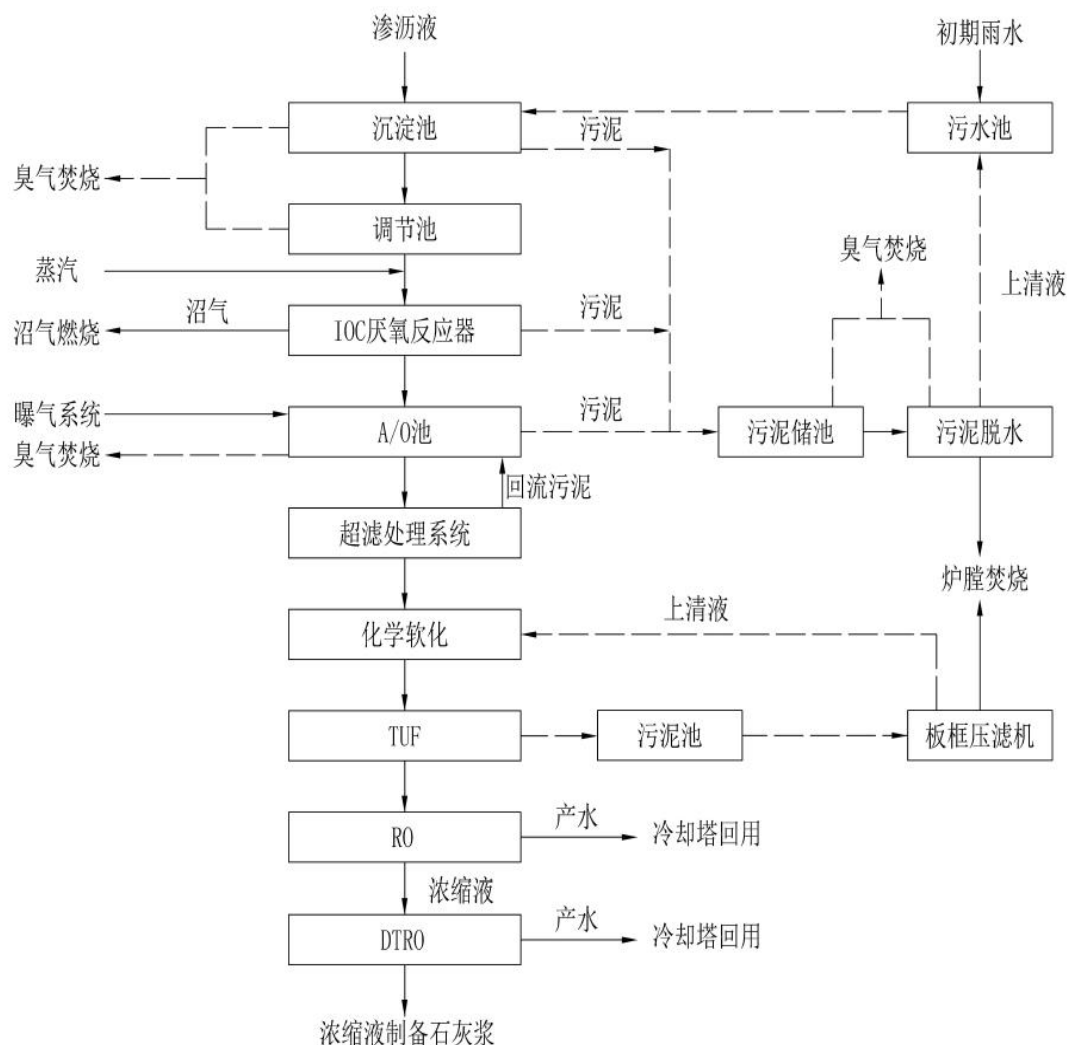 渗沥液
初期雨水
沉淀池
污泥
污水池
臭气焚烧
调节池
臭气焚烧
蒸汽
上清液
沼气
污泥
沼气燃烧
IOC厌氧反应器
曝气系统
污泥
A/O池
污泥储池
污泥脱水
臭气焚烧
回流污泥
超滤处理系统
炉膛焚烧
上清液
化学软化
TUF
污泥池
板框压滤机
产水
RO
冷却塔回用
浓缩液
产水
DTRO
冷却塔回用
浓缩液制备石灰浆